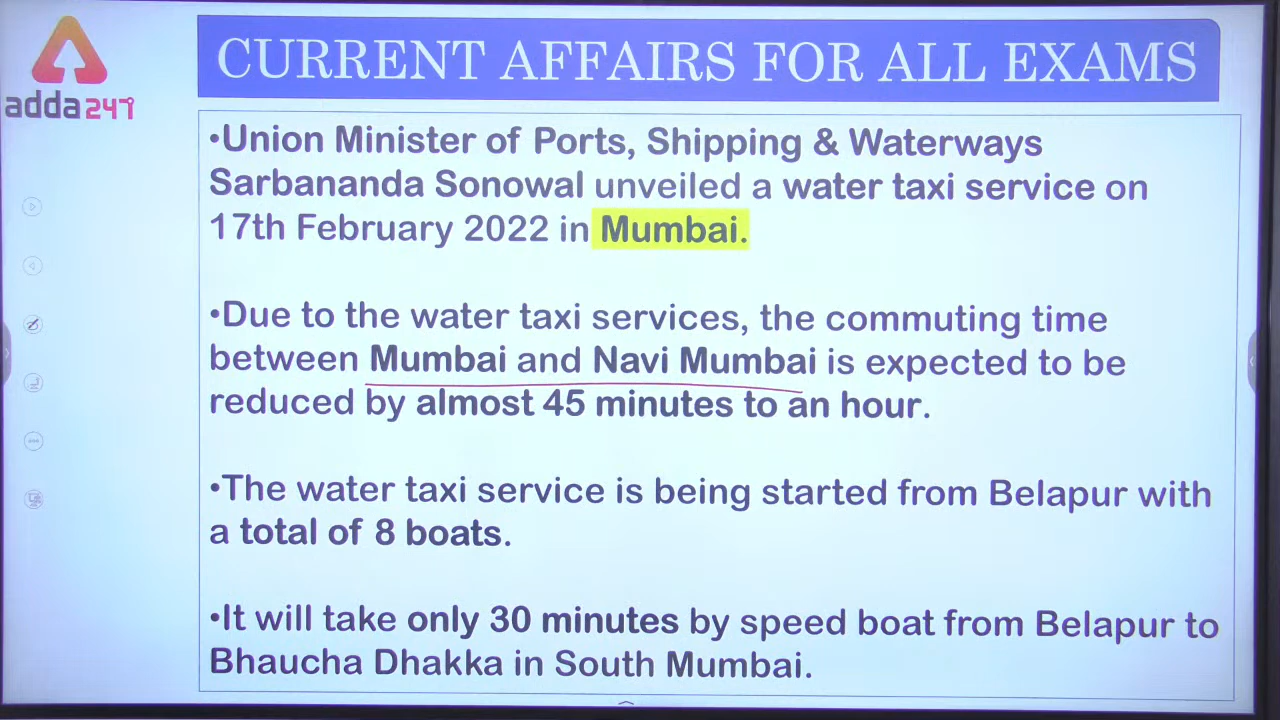 CURRENT AFFAIRS FOR ALL EXAMS
adda247
•Union Minister of Ports, Shipping & Waterways
Sarbananda Sonowal unveiled a water taxi service on
17th February 2022 in Mumbai.
•Due to the water taxi services, the commuting time
between Mumbai and Navi Mumbai is expected to be
reduced by almost 45 minutes to an hour.
•The water taxi service is being started from Belapur with
a total of 8 boats.
•It will take only 30 minutes by speed boat from Belapur to
Bhaucha Dhakka in South Mumbai.